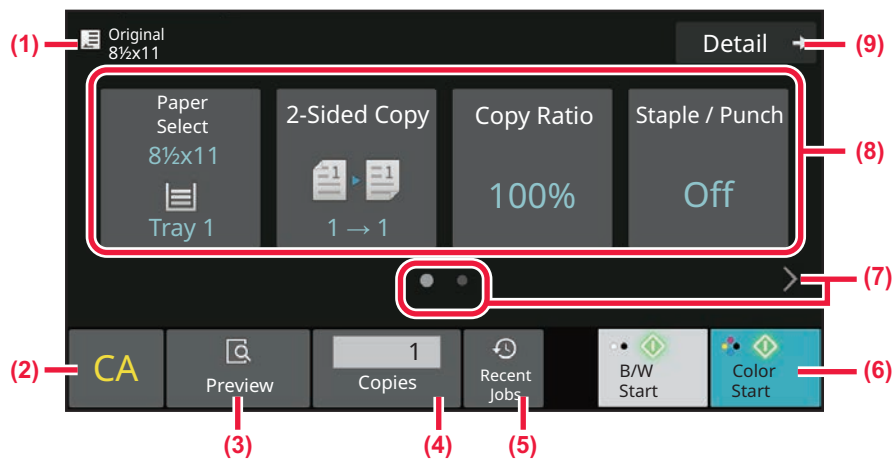 (1)
Original
8½x11
Detail
(9)
Paper
Select
8½x11
Tray 1
2-Sided Copy
1 → 1
Copy Ratio
100%
Staple / Punch
Off
(8)
(7)
(2)
CA
Preview
1
Copies
Recent
Jobs
B/W
Start
Color
Start
(6)
(3)
(4)
(5)